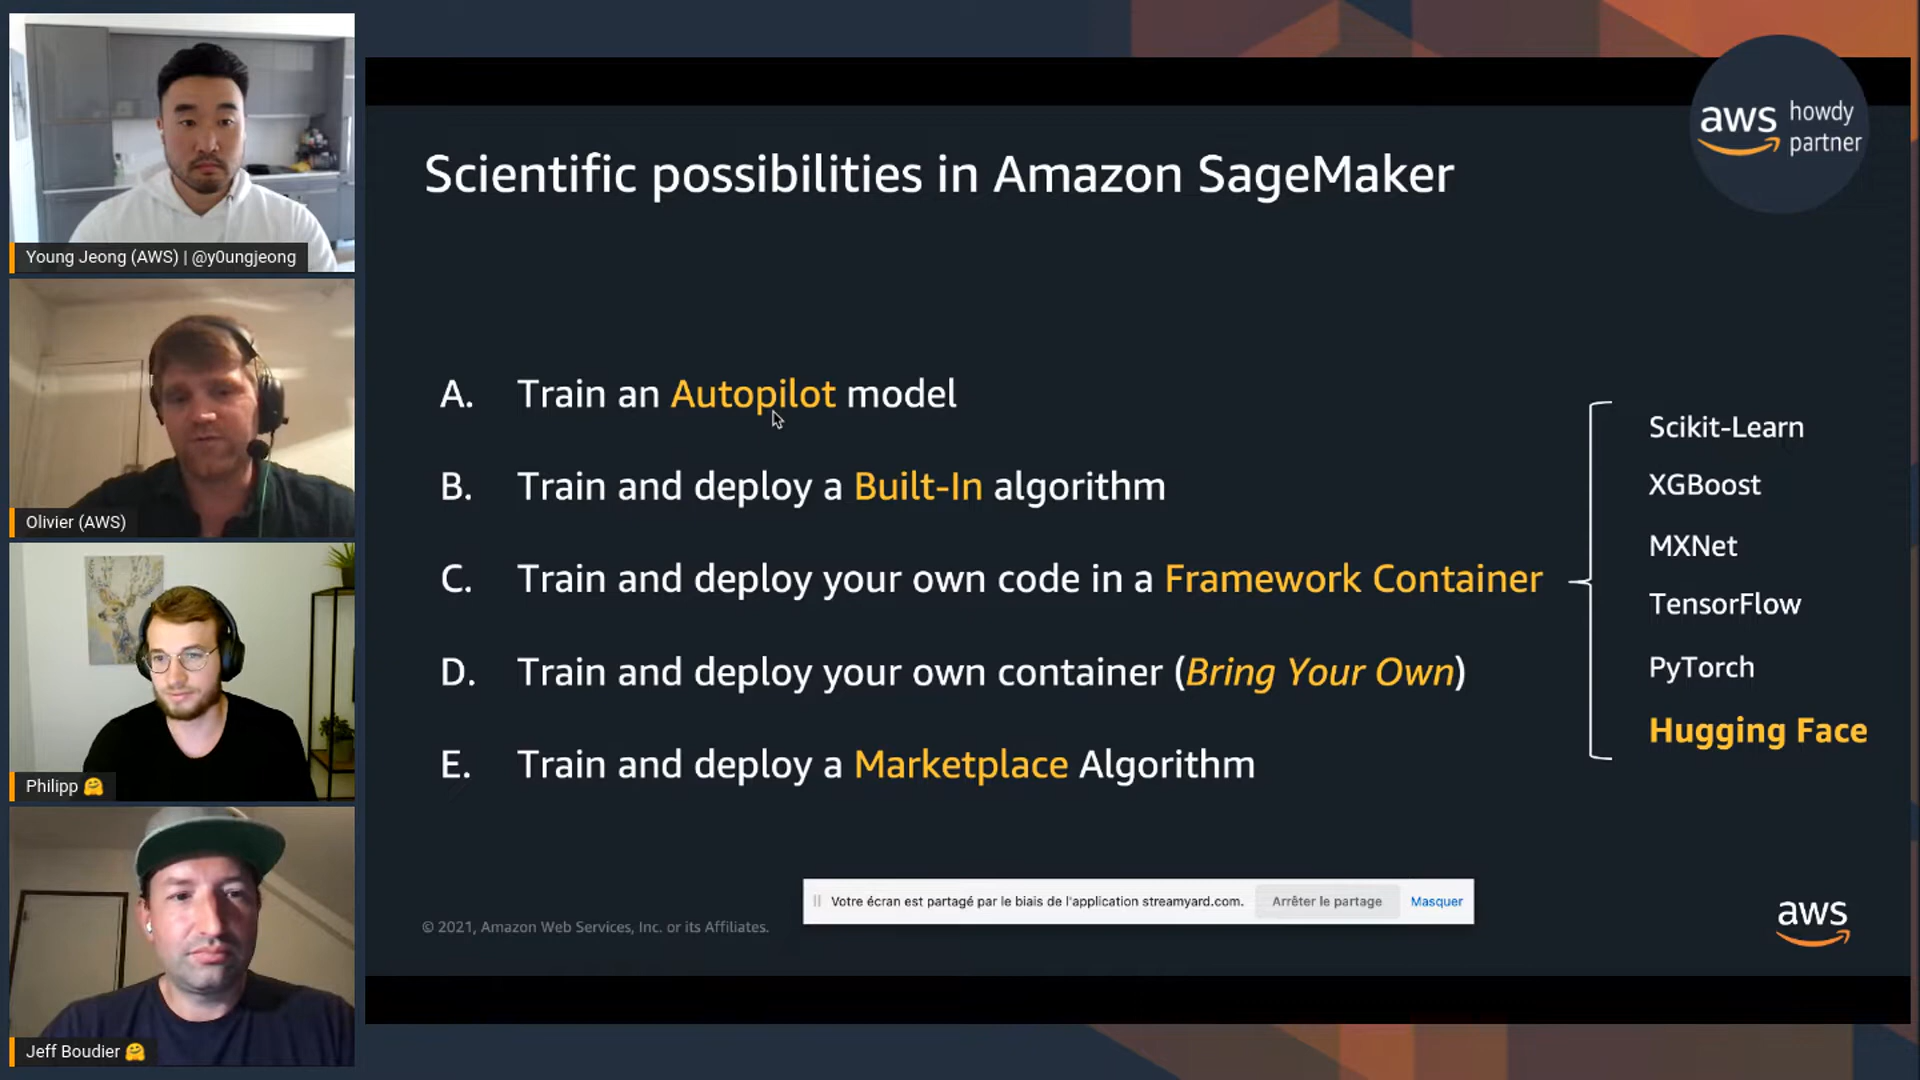 Young Jeong (AWS) | @y0ungjeong
Olivier (AWS)
Philipp 🤗
Jeff Boudier 🤗
aws howdy partner
Scientific possibilities in Amazon SageMaker
A. Train an Autopilot model
B. Train and deploy a Built-In algorithm
C. Train and deploy your own code in a Framework Container
D. Train and deploy your own container (Bring Your Own)
E. Train and deploy a Marketplace Algorithm
Scikit-Learn
XGBoost
MXNet
TensorFlow
PyTorch
Hugging Face
Votre écran est partagé par le biais de l'application streamyard.com. Arrêter le partage Masquer
© 2021, Amazon Web Services, Inc. or its Affiliates.
aws